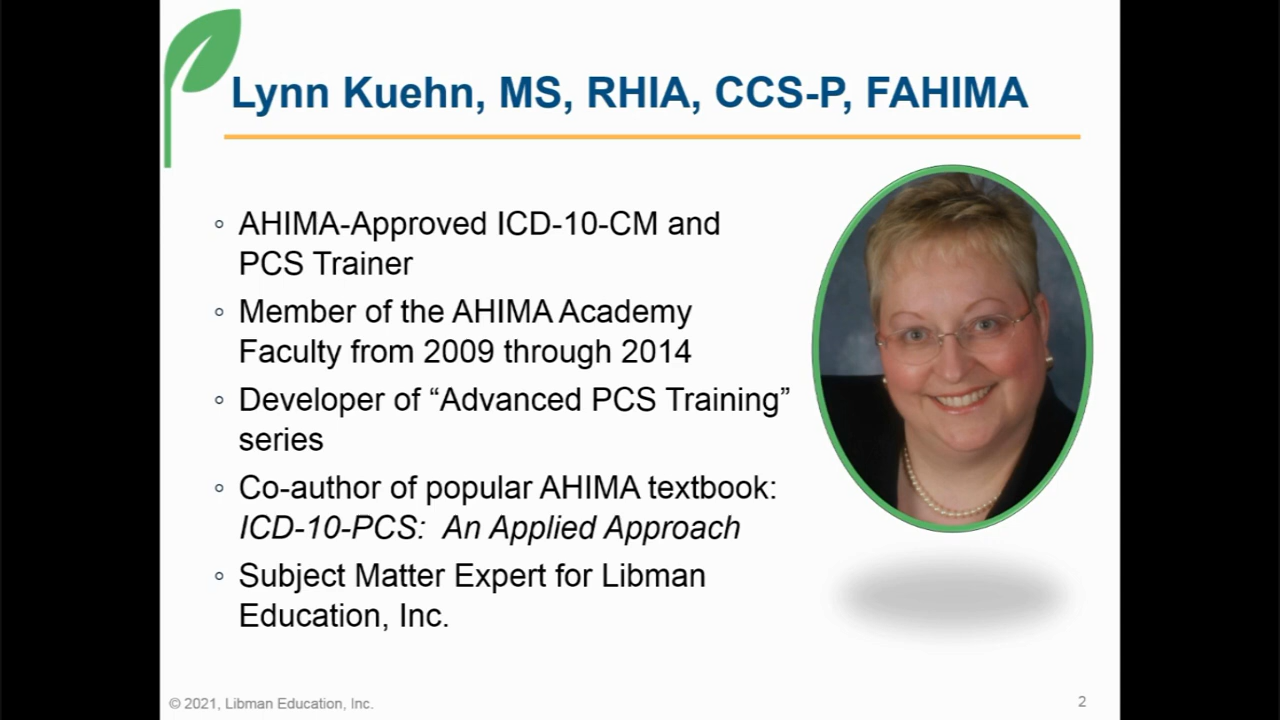 Lynn Kuehn, MS, RHIA, CCS-P, FAHIMA
◦ AHIMA-Approved ICD-10-CM and
PCS Trainer
◦ Member of the AHIMA Academy
Faculty from 2009 through 2014
◦ Developer of “Advanced PCS Training”
series
◦ Co-author of popular AHIMA textbook:
ICD-10-PCS:  An Applied Approach
◦ Subject Matter Expert for Libman
Education, Inc.
© 2021, Libman Education, Inc.
2